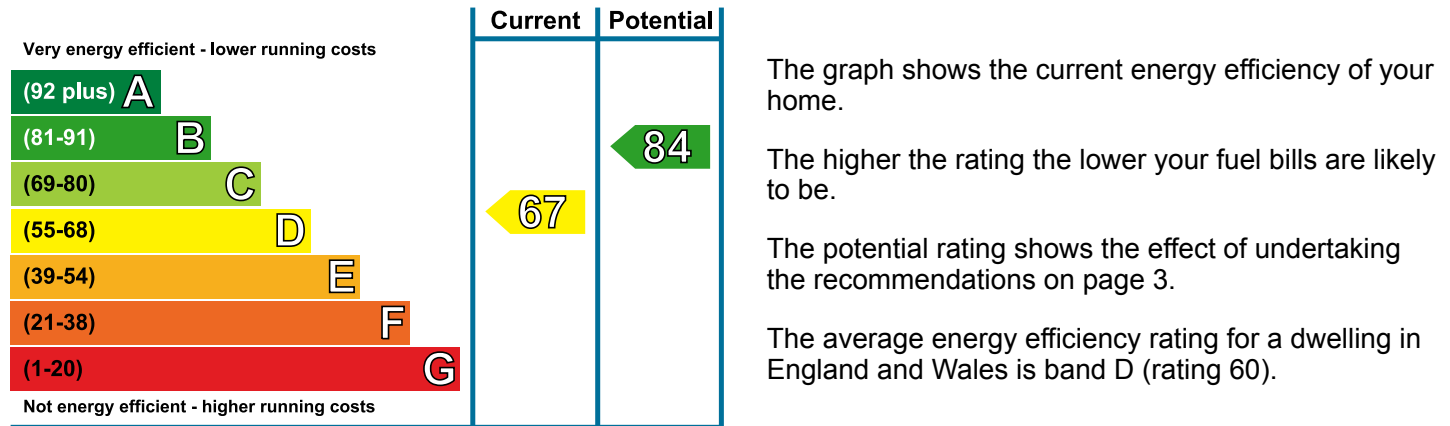 Current Potential
Very energy efficient - lower running costs
(92 plus) A
(81-91) B
84
(69-80) C
67
(55-68) D
(39-54) E
(21-38) F
(1-20) G
Not energy efficient - higher running costs
The graph shows the current energy efficiency of your
home.
The higher the rating the lower your fuel bills are likely
to be.
The potential rating shows the effect of undertaking
the recommendations on page 3.
The average energy efficiency rating for a dwelling in
England and Wales is band D (rating 60).